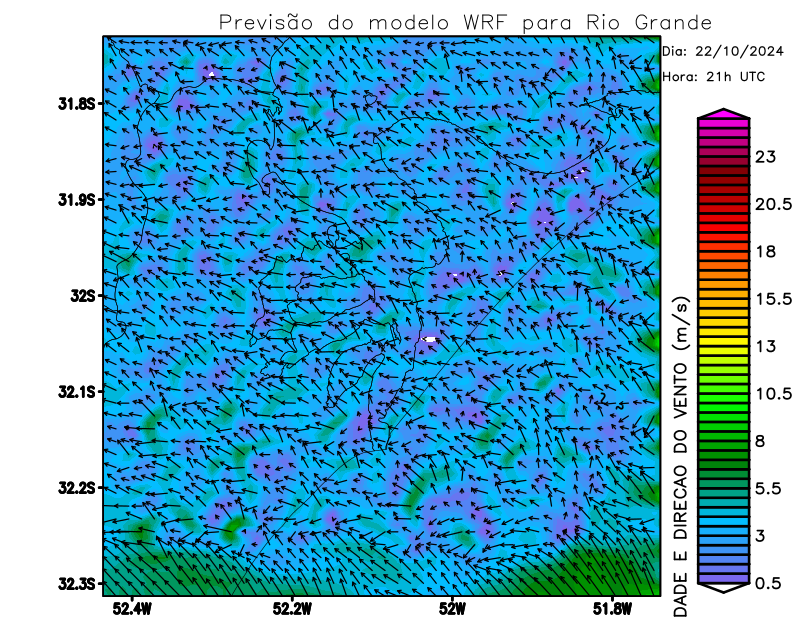 Previsão do modelo WRF para Rio Grande
Dia: 22/10/2024
Hora: 21h UTC
31.8S
31.9S
32S
32.1S
32.2S
32.3S
52.4W
52.2W
52W
51.8W
23
20.5
18
15.5
13
10.5
8
5.5
3
0.5
DADE E DIRECAO DO VENTO (m/s)